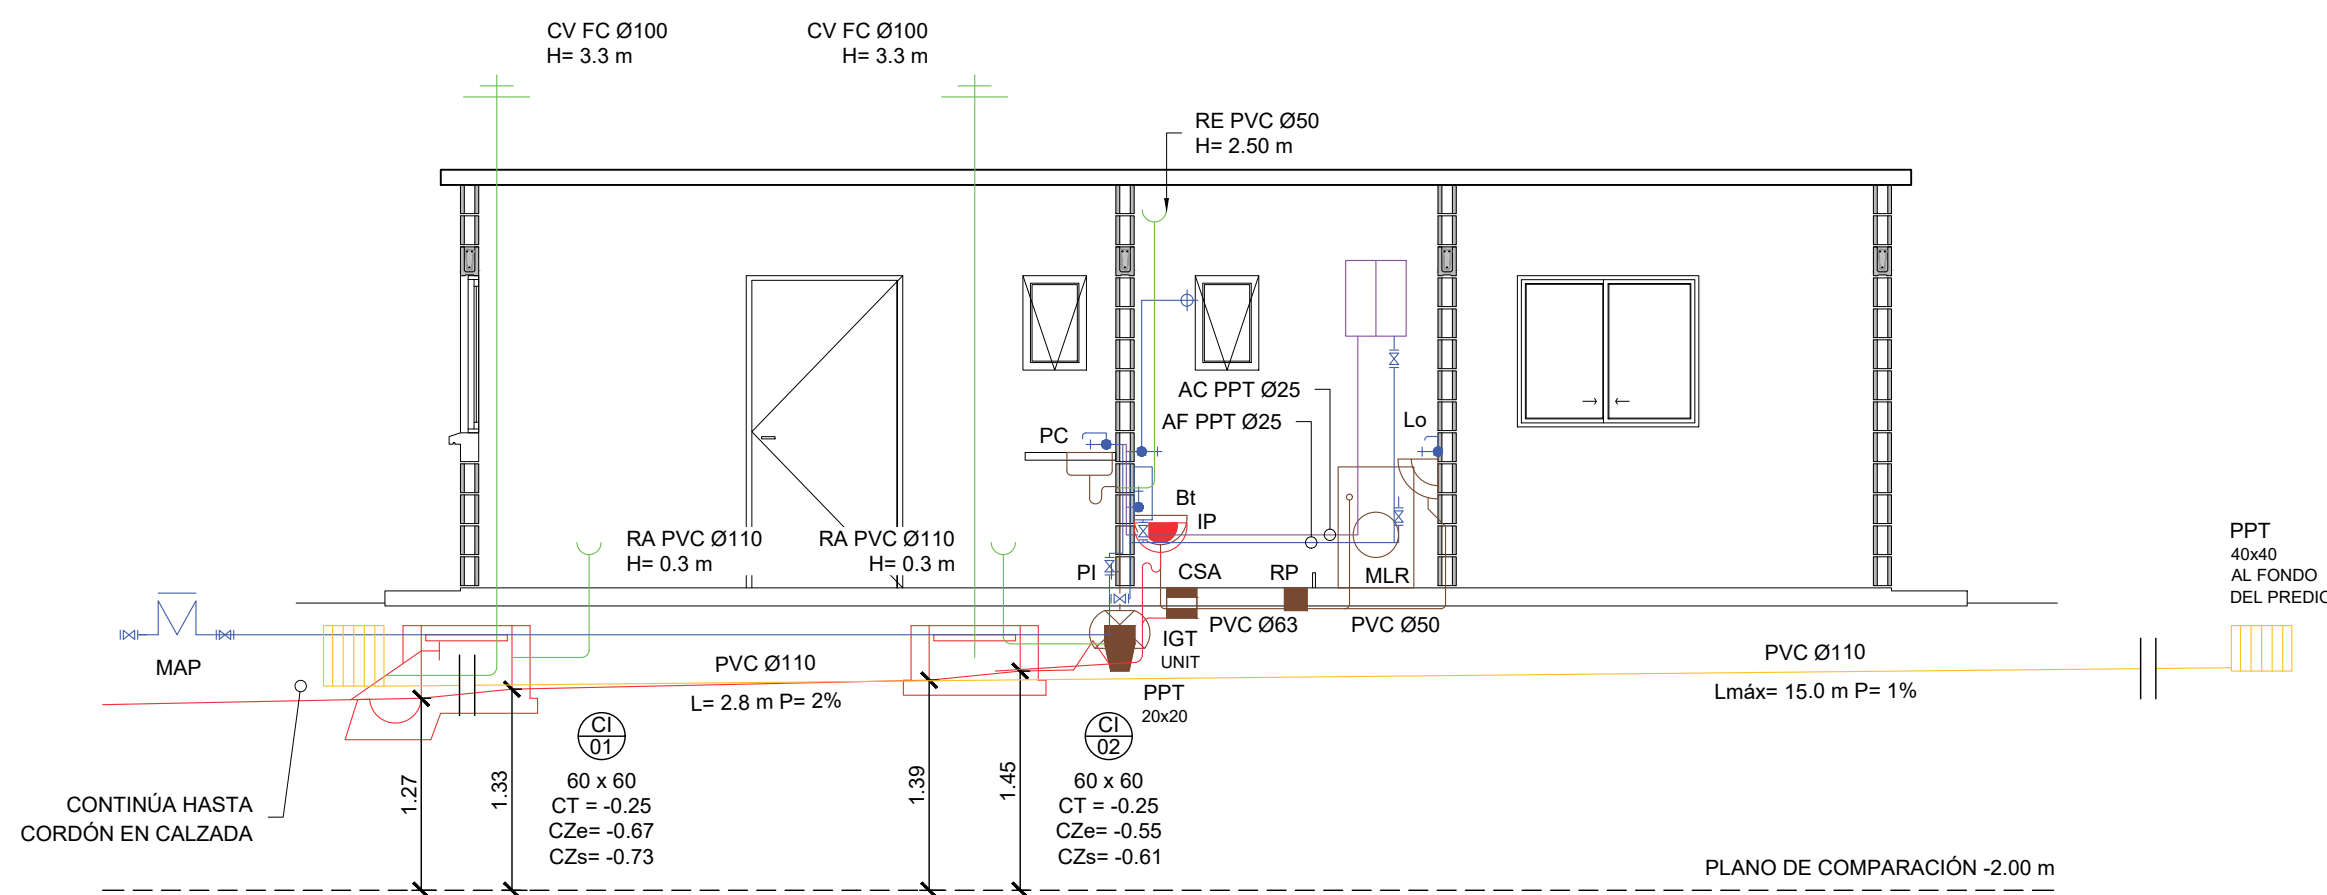 CV FC Ø100
H= 3.3 m
CV FC Ø100
H= 3.3 m
RE PVC Ø50
H= 2.50 m
AC PPT Ø25
AF PPT Ø25
PC
Lo
Bt
IP
RA PVC Ø110
H= 0.3 m
RA PVC Ø110
H= 0.3 m
PI
CSA
RP
MLR
PPT
40x40
AL FONDO
DEL PREDIO
MAP
PVC Ø63
PVC Ø50
IGT
UNIT
PVC Ø110
L= 2.8 m P= 2%
PPT
20x20
PVC Ø110
Lmáx= 15.0 m P= 1%
CI
01
60 x 60
CT = -0.25
CZe= -0.67
CZs= -0.73
CI
02
60 x 60
CT = -0.25
CZe= -0.55
CZs= -0.61
1.27
1.33
1.39
1.45
CONTINÚA HASTA
CORDÓN EN CALZADA
PLANO DE COMPARACIÓN -2.00 m